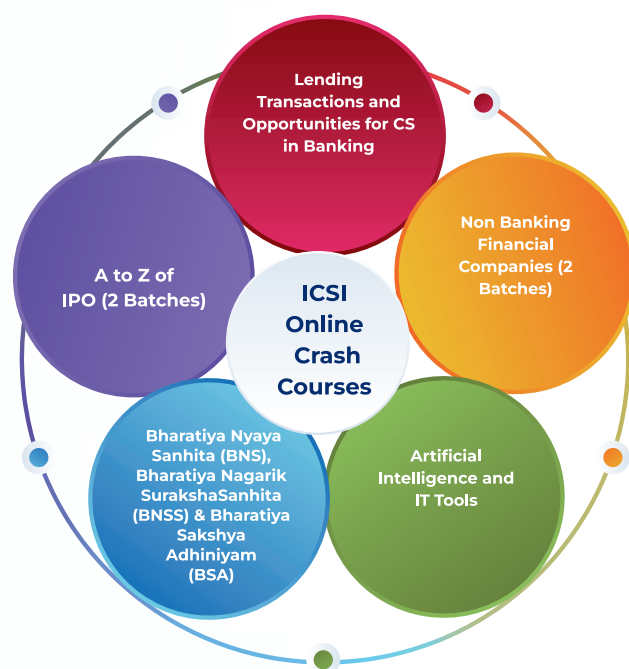 Lending
Transactions and
Opportunities for CS
in Banking
Non Banking
Financial
Companies (2
Batches)
A to Z of
IPO (2 Batches)
ICSI
Online
Crash
Courses
Bharatiya Nyaya
Sanhita (BNS),
Bharatiya Nagarik
SurakshaSanhita
(BNSS) & Bharatiya
Sakshya
Adhiniyam
(BSA)
Artificial
Intelligence and
IT Tools